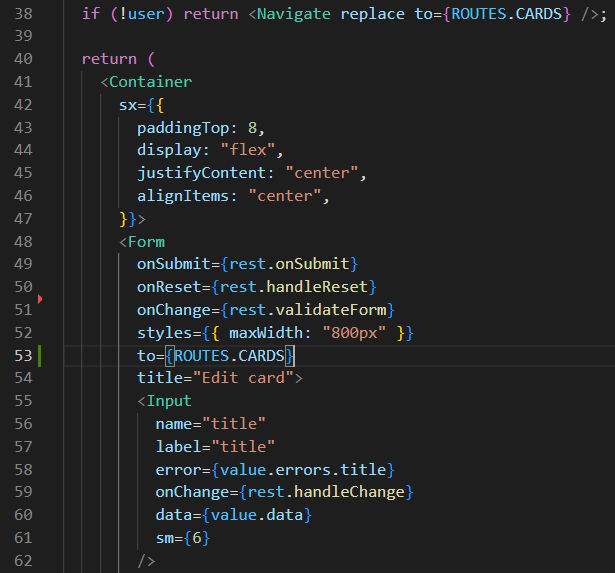 38 if (!user) return <Navigate replace to={ROUTES.CARDS} />;
39
40 return (
41 <Container
42 sx={{
43 paddingTop: 8,
44 display: "flex",
45 justifyContent: "center",
46 alignItems: "center",
47 }}>
48 <Form
49 onSubmit={rest.onSubmit}
50 onReset={rest.handleReset}
51 onChange={rest.validateForm}
52 styles={{ maxWidth: "800px" }}
53 to={ROUTES.CARDS}
54 title="Edit card">
55 <Input
56 name="title"
57 label="title"
58 error={value.errors.title}
59 onChange={rest.handleChange}
60 data={value.data}
61 sm={6}
62 />